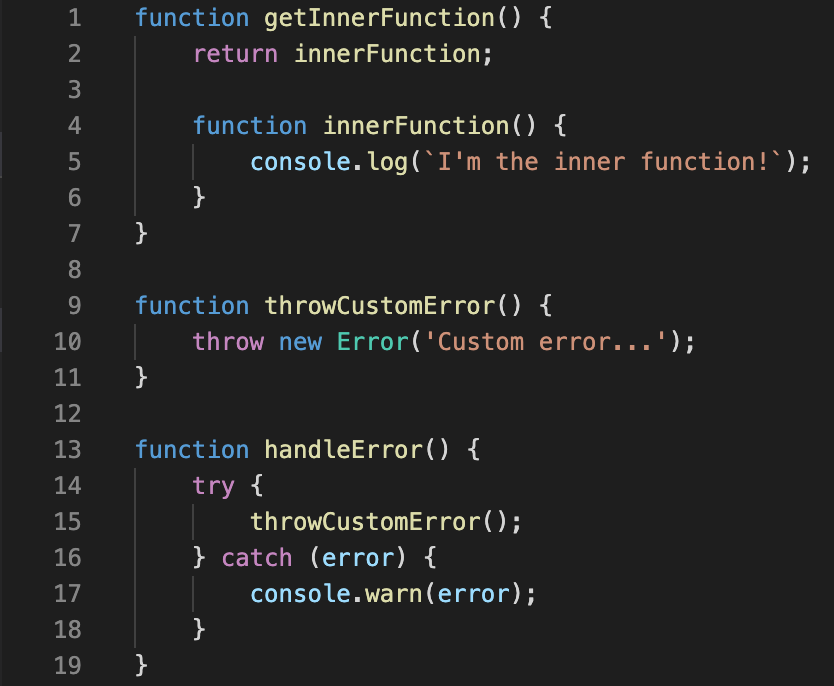 1 function getInnerFunction() {
2     return innerFunction;
3
4     function innerFunction() {
5         console.log(`I'm the inner function!`);
6     }
7 }
8
9 function throwCustomError() {
10     throw new Error('Custom error...');
11 }
12
13 function handleError() {
14     try {
15         throwCustomError();
16     } catch (error) {
17         console.warn(error);
18     }
19 }